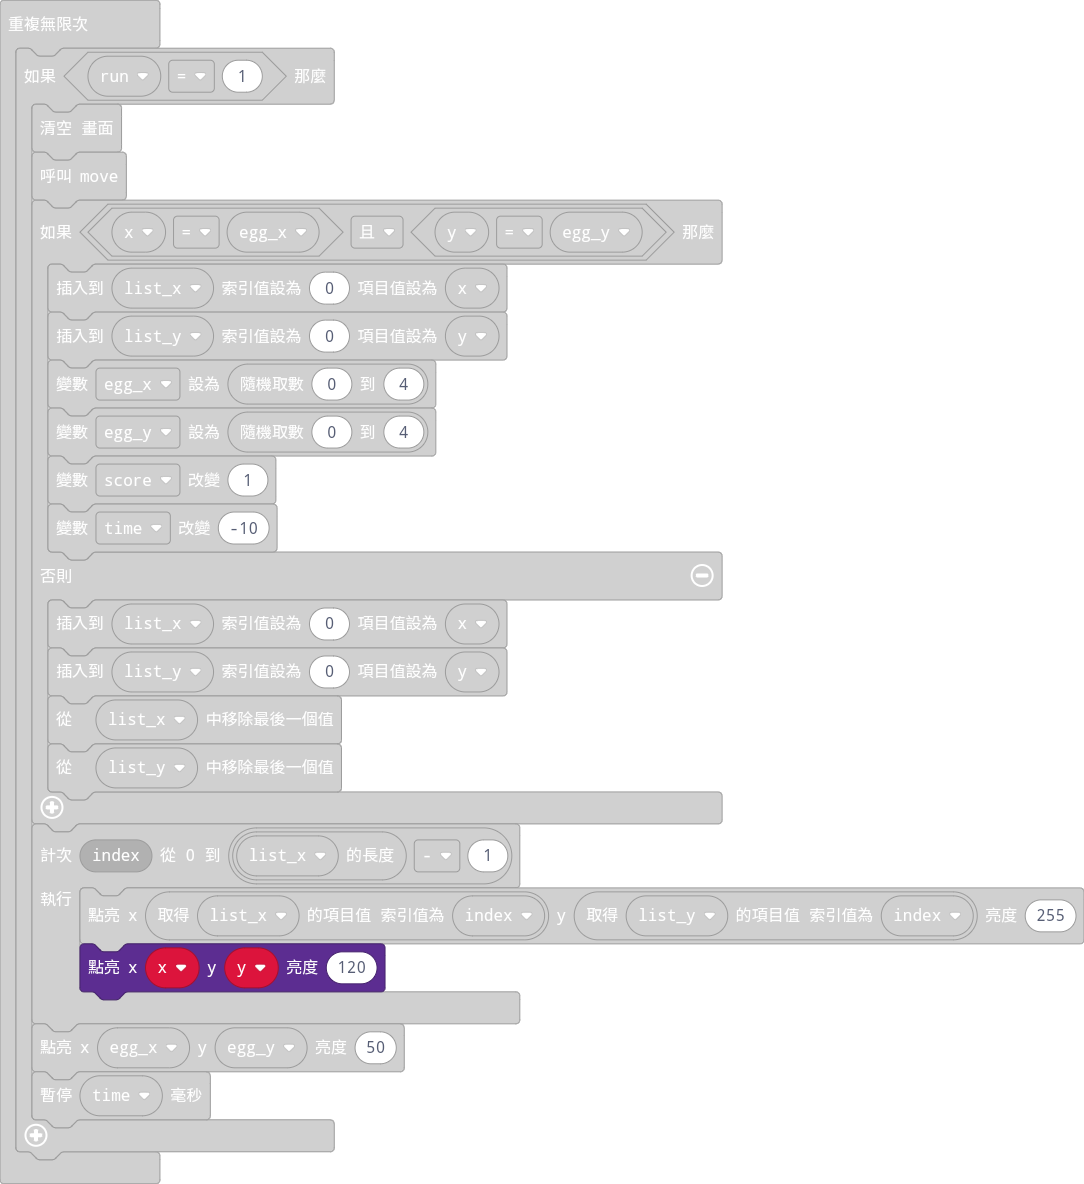 重複無限次
如果 run = 1 那麼
清空 畫面
呼叫 move
如果 x = egg_x 且 y = egg_y 那麼
插入到 list_x 索引值設為 0 項目值設為 x
插入到 list_y 索引值設為 0 項目值設為 y
變數 egg_x 設為 隨機取數 0 到 4
變數 egg_y 設為 隨機取數 0 到 4
變數 score 改變 1
變數 time 改變 -10
否則
插入到 list_x 索引值設為 0 項目值設為 x
插入到 list_y 索引值設為 0 項目值設為 y
從 list_x 中移除最後一個值
從 list_y 中移除最後一個值
計次 index 從 0 到 list_x 的長度 - 1
執行
點亮 x 取得 list_x 的項目值 索引值為 index y 取得 list_y 的項目值 索引值為 index 亮度 255
點亮 x x y y 亮度 120
點亮 x egg_x y egg_y 亮度 50
暫停 time 毫秒